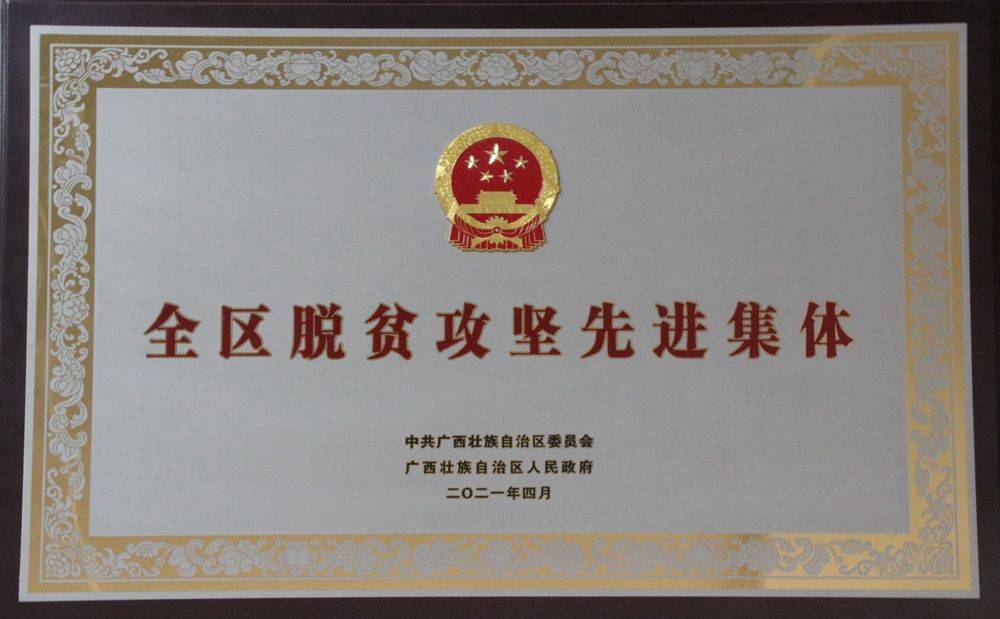 全区脱贫攻坚先进集体
中共广西壮族自治区委员会
广西壮族自治区人民政府
二〇二一年四月